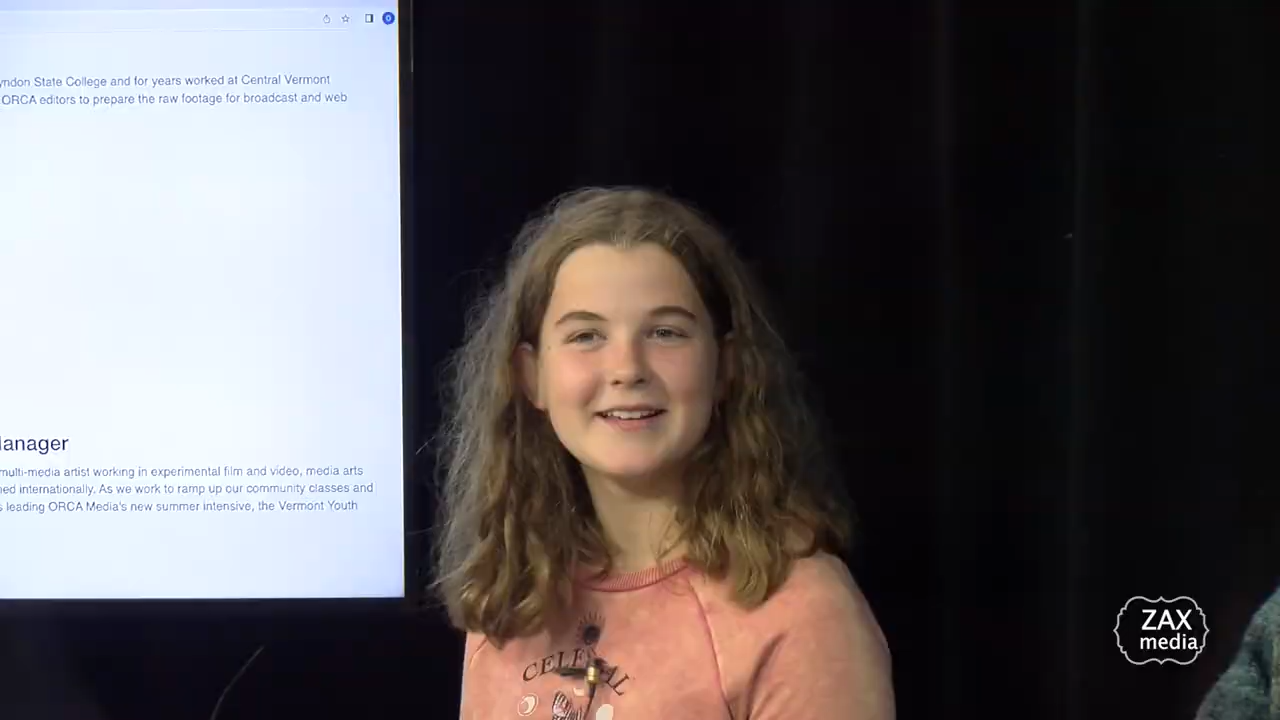 yndon State College and for years worked at Central Vermont
ORCA editors to prepare the raw footage for broadcast and web
lanager
multi-media artist working in experimental film and video, media arts
ned internationally. As we work to ramp up our community classes and
s leading ORCA Media's new summer intensive, the Vermont Youth
ZAX
media